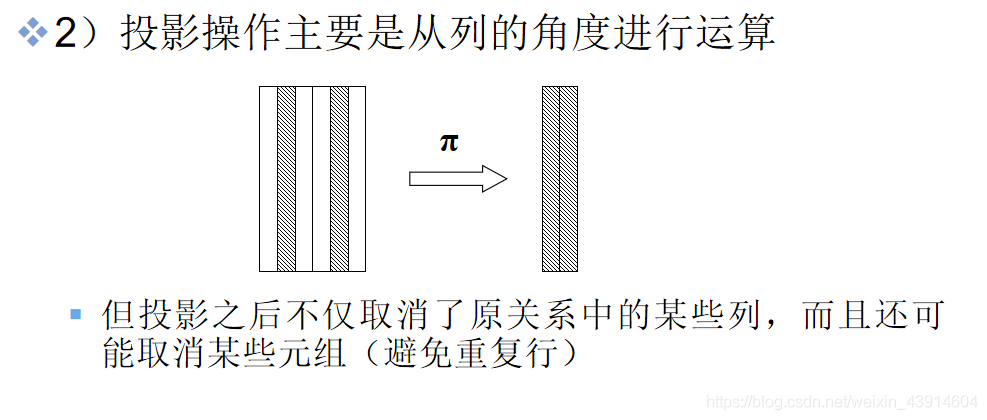 2）投影操作主要是从列的角度进行运算
π
但投影之后不仅取消了原关系中的某些列，而且还可
能取消某些元组（避免重复行）
https://blog.csdn.net/weixin_43914604